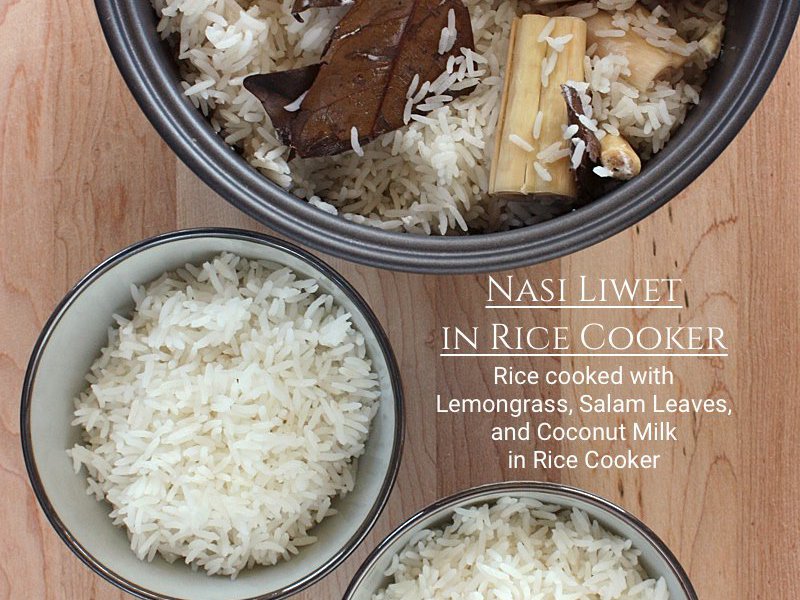 Nasi Liwet
in Rice Cooker
Rice cooked with
Lemongrass, Salam Leaves,
and Coconut Milk
in Rice Cooker